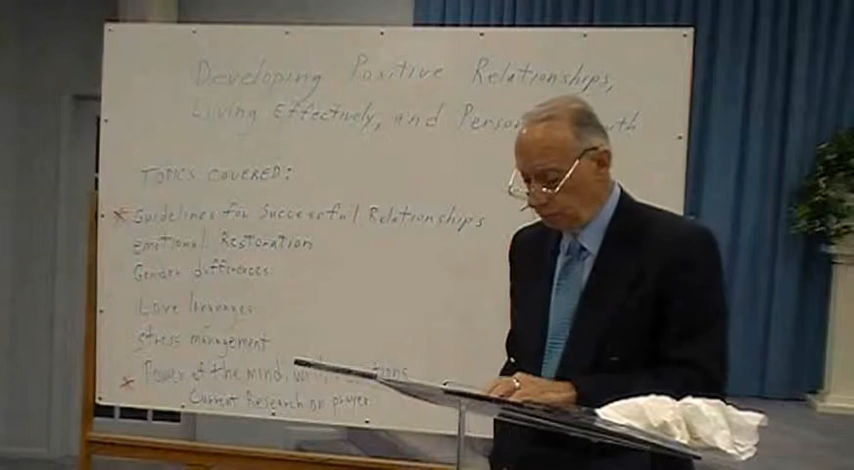 Developing Positive Relationships,
Living Effectively, and
TOPICS COVERED:
* Guidelines for Successful Relationships
emotional Restoration
Gender differences
Love languages
stress management
* Power of the mind,
Current Research on prayer